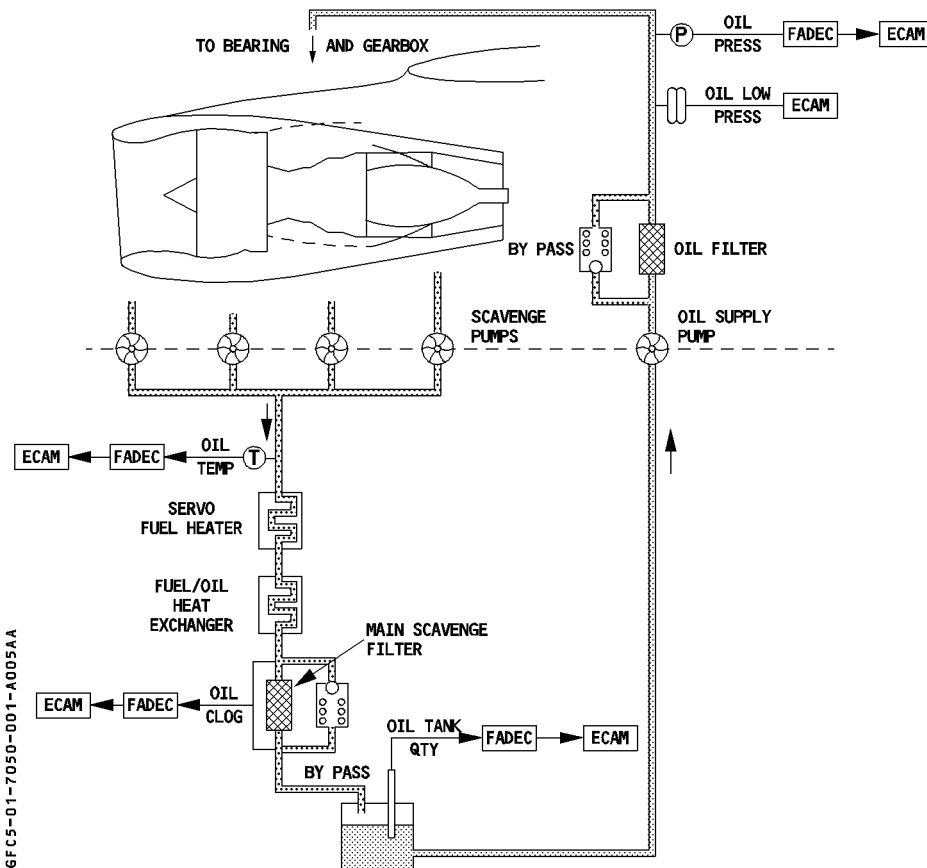 TO BEARING AND GEARBOX
P
OIL
PRESS
FADEC
ECAM
OIL LOW
PRESS
ECAM
BY PASS
OIL FILTER
SCAVENGE
PUMPS
OIL SUPPLY
PUMP
ECAM
FADEC
OIL
TEMP
T
SERVO
FUEL HEATER
FUEL/OIL
HEAT
EXCHANGER
MAIN SCAVENGE
FILTER
ECAM
FADEC
OIL
CLOG
BY PASS
OIL TANK
QTY
FADEC
ECAM
GFC5-01-7050-001-A005AA